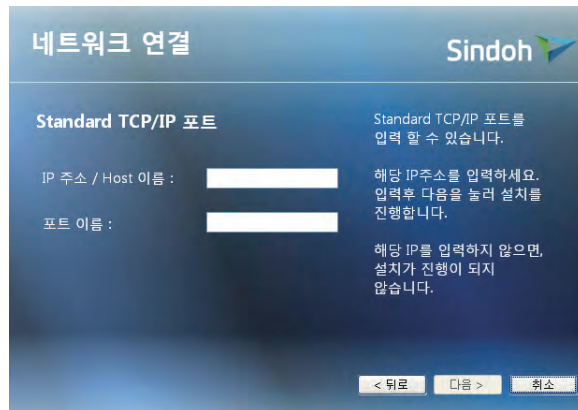 네트워크 연결
Sindoh
Standard TCP/IP 포트
IP 주소 / Host 이름 :
포트 이름 :
Standard TCP/IP 포트를
입력 할 수 있습니다.
해당 IP주소를 입력하세요.
입력후 다음을 눌러 설치를
진행합니다.
해당 IP를 입력하지 않으면,
설치가 진행이 되지
않습니다.
< 뒤로
다음 >
취소